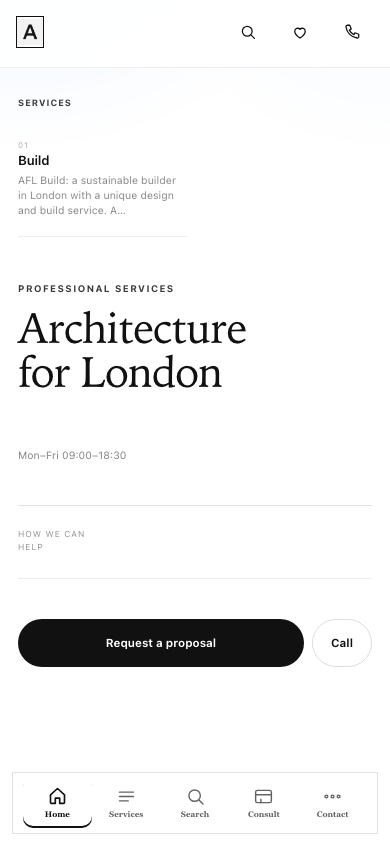 A
SERVICES
01
Build
AFL Build: a sustainable builder
in London with a unique design
and build service. A...
PROFESSIONAL SERVICES
Architecture
for London
Mon–Fri 09:00–18:30
HOW WE CAN
HELP
Request a proposal
Call
Home
Services
Search
Consult
Contact